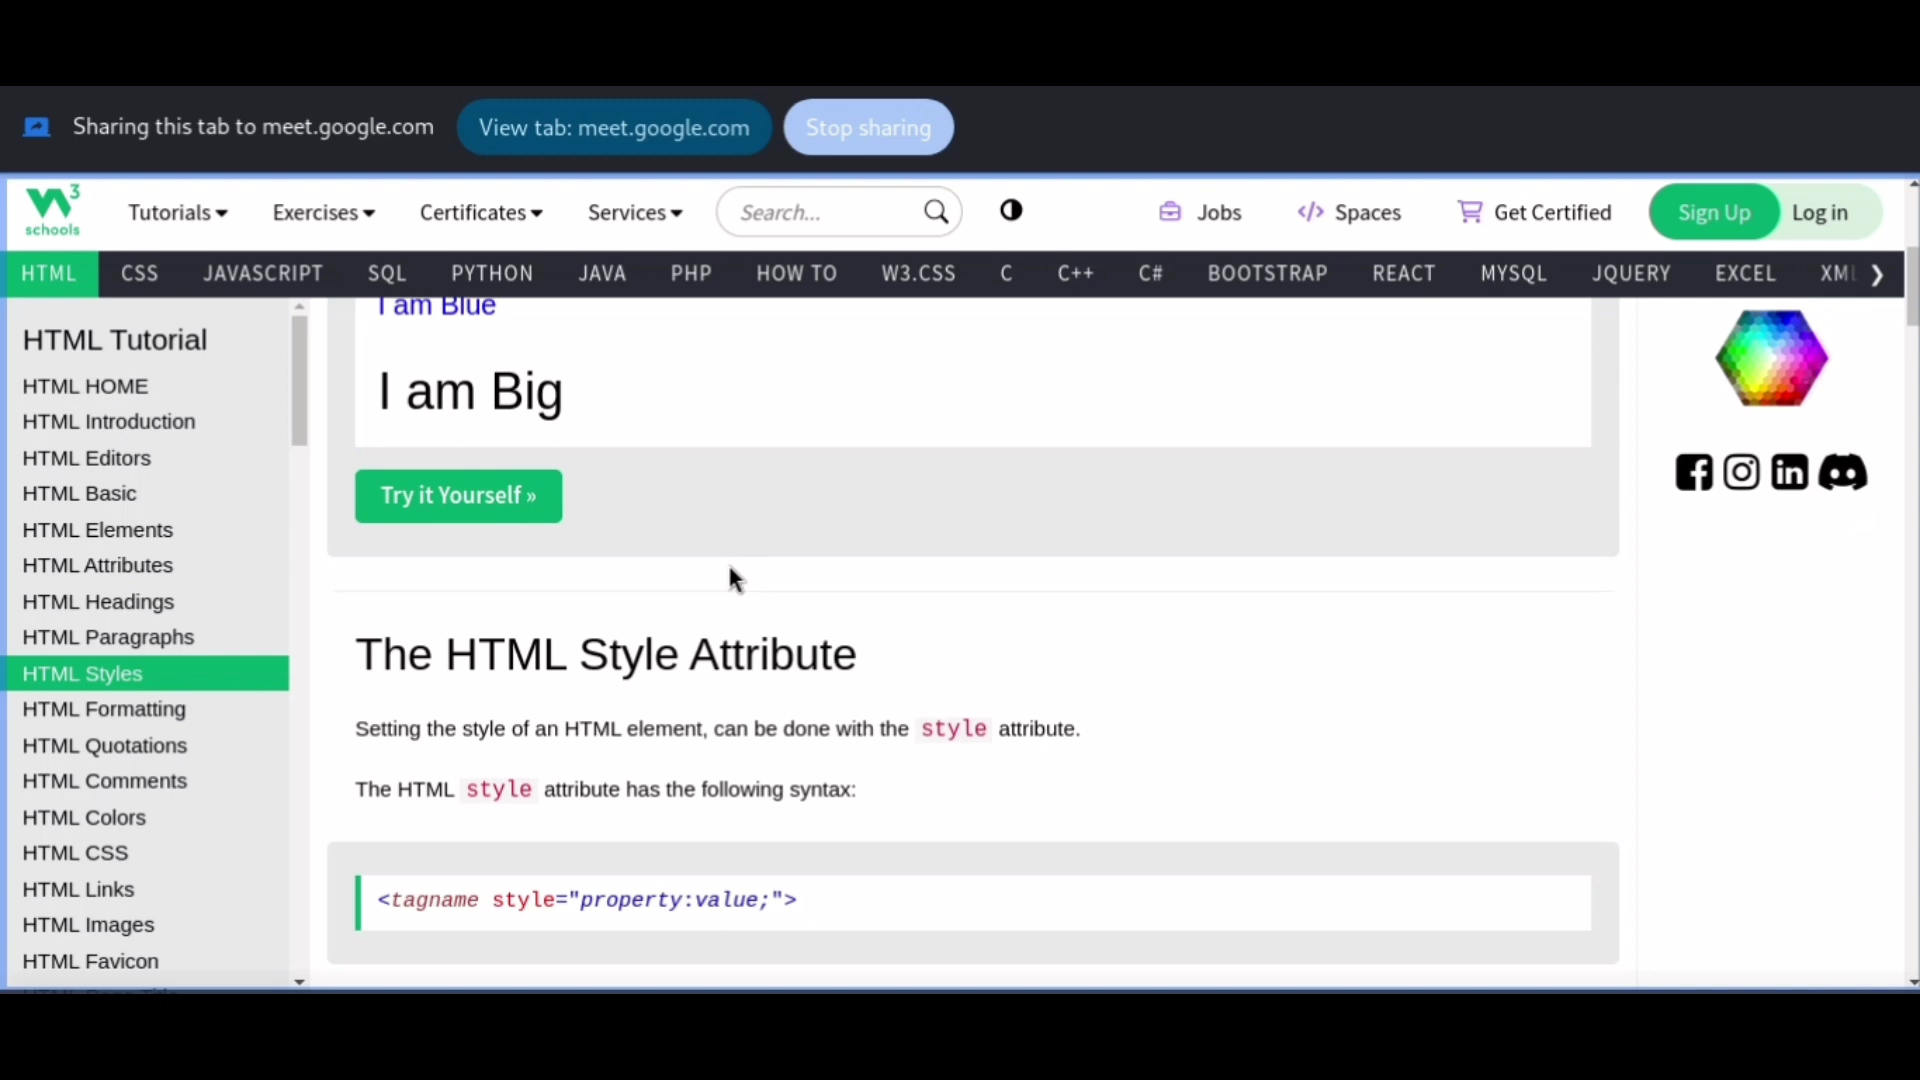 Sharing this tab to meet.google.com View tab: meet.google.com Stop sharing
W3 schools
Tutorials Exercises Certificates Services Search... Jobs </> Spaces Get Certified Sign Up Log in
HTML CSS JAVASCRIPT SQL PYTHON JAVA PHP HOW TO W3.CSS C C++ C# BOOTSTRAP REACT MYSQL JQUERY EXCEL XML ❯
HTML Tutorial
HTML HOME
HTML Introduction
HTML Editors
HTML Basic
HTML Elements
HTML Attributes
HTML Headings
HTML Paragraphs
HTML Styles
HTML Formatting
HTML Quotations
HTML Comments
HTML Colors
HTML CSS
HTML Links
HTML Images
HTML Favicon
I am Blue
I am Big
Try it Yourself »
The HTML Style Attribute
Setting the style of an HTML element, can be done with the style attribute.
The HTML style attribute has the following syntax:
<tagname style="property:value;">